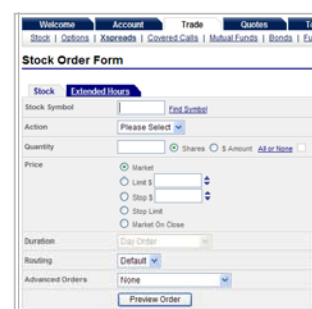 Welcome Account Trade Quotes
Stock | Options | Xspreads | Covered Calls | Mutual Funds | Bonds |
Stock Order Form
Stock Extended Hours
Stock Symbol Find Symbol
Action Please Select
Quantity Shares $ Amount All or None
Price Market
Limit $
Stop $
Stop Limit
Market On Close
Duration Day Order
Routing Default
Advanced Orders None
Preview Order